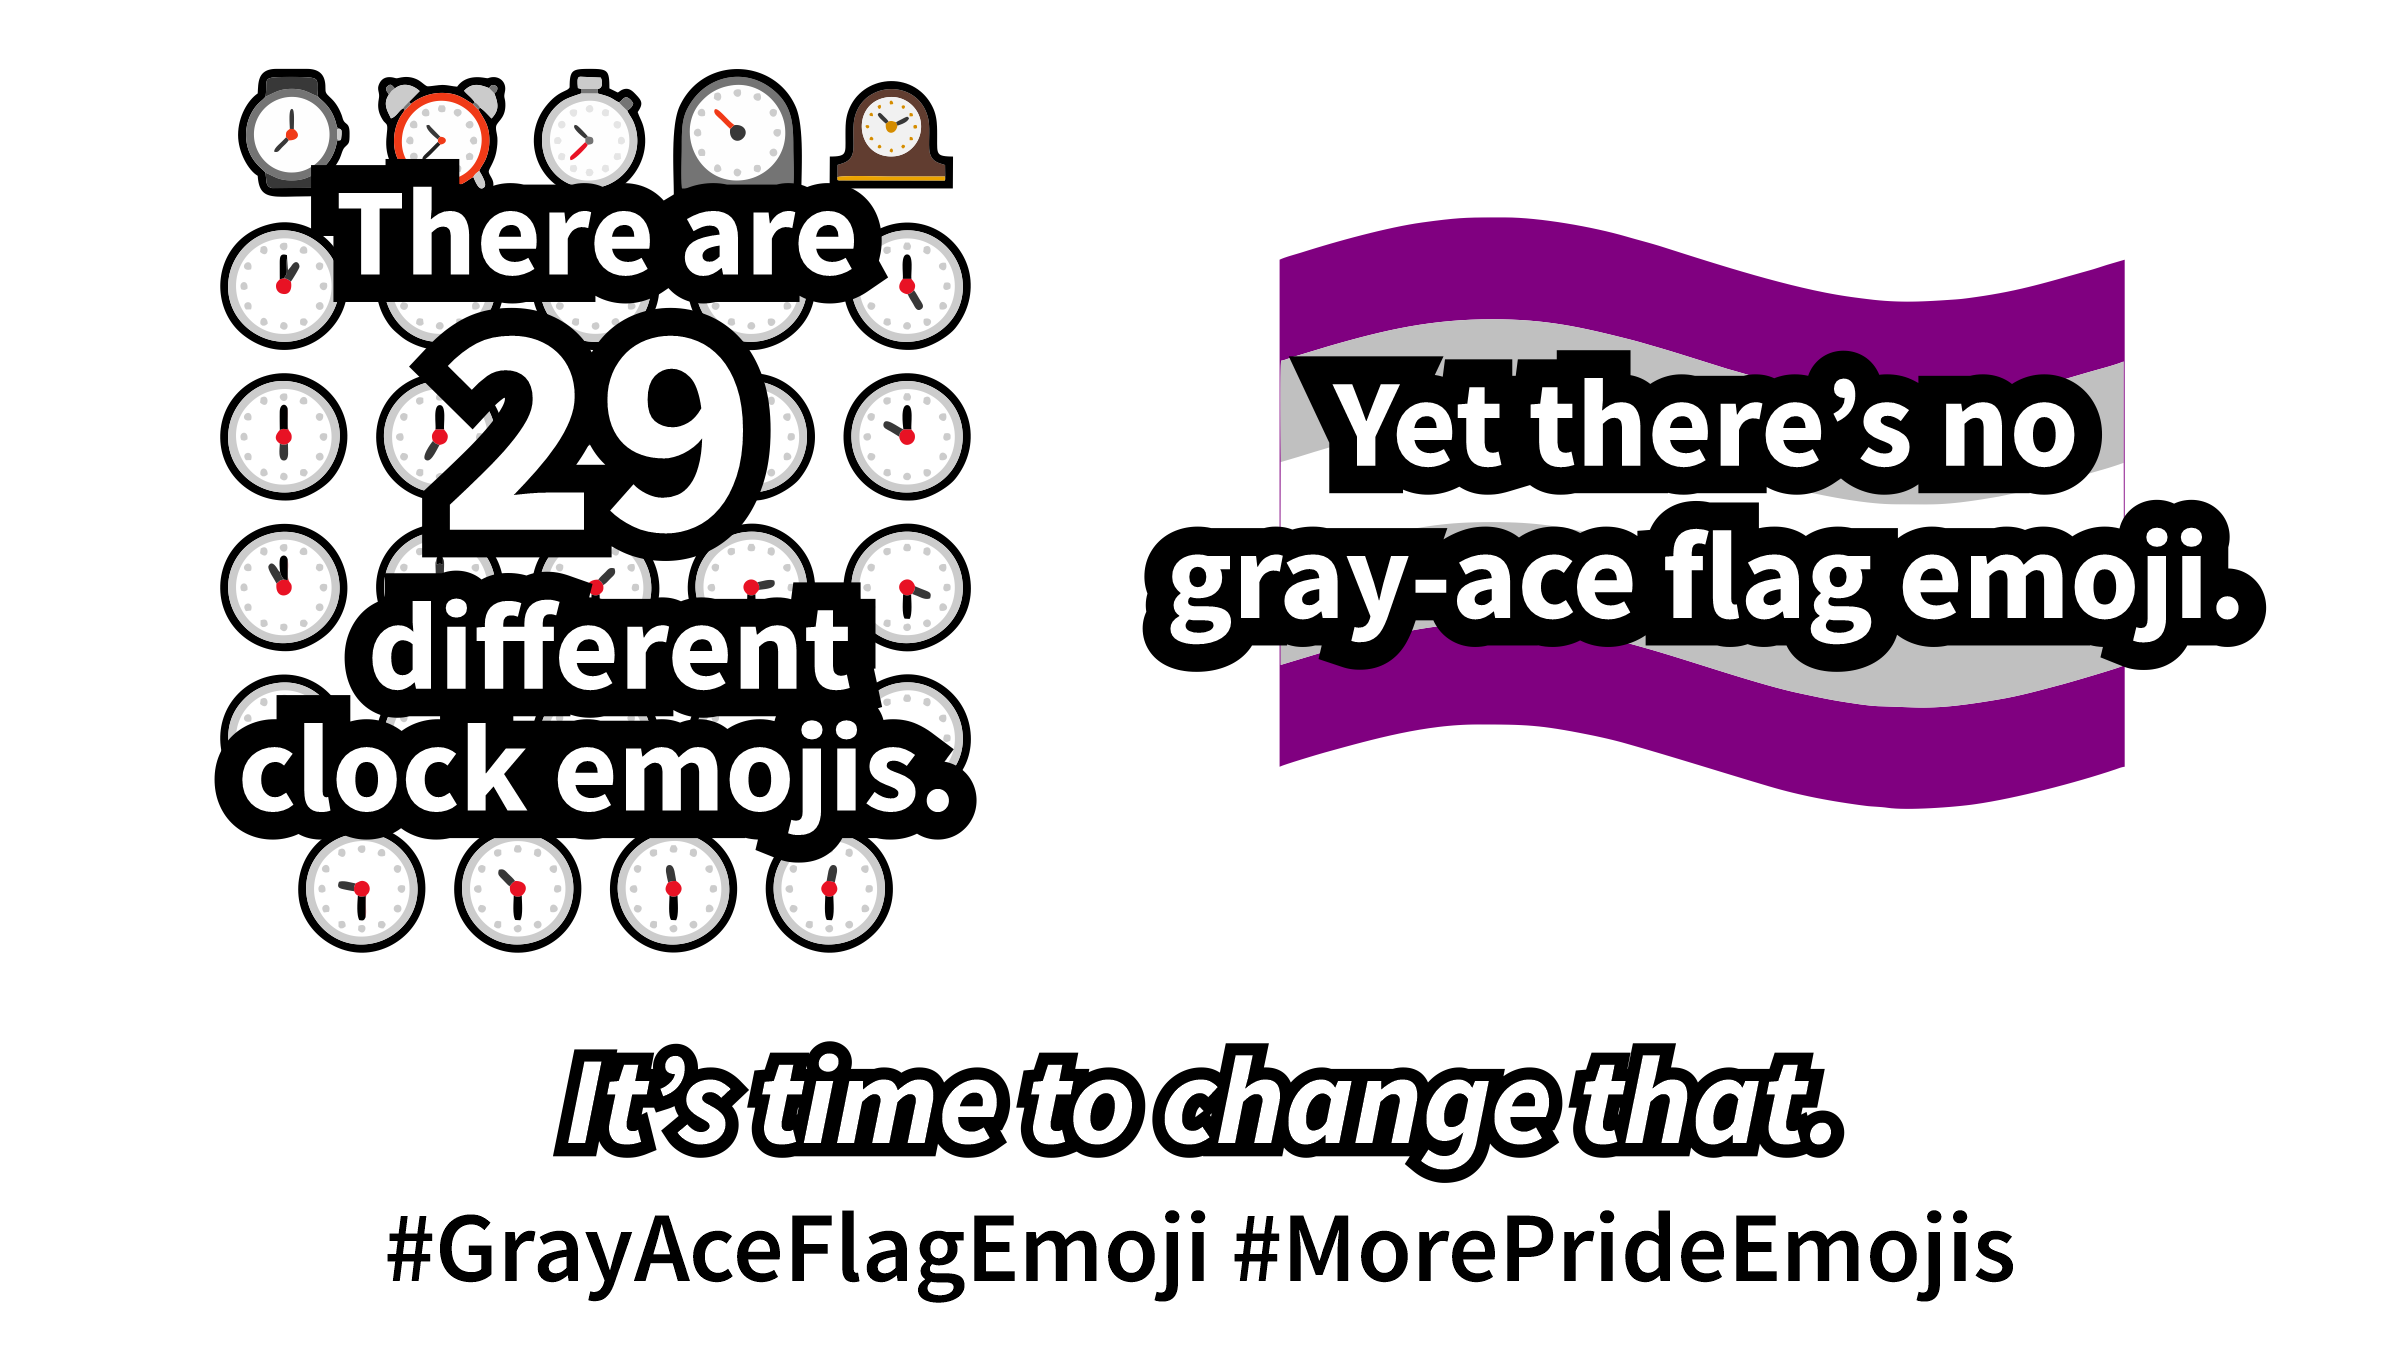 There are
29
different
clock emojis.
Yet there’s no
gray-ace flag emoji.
It’s time to change that.
#GrayAceFlagEmoji #MorePrideEmojis